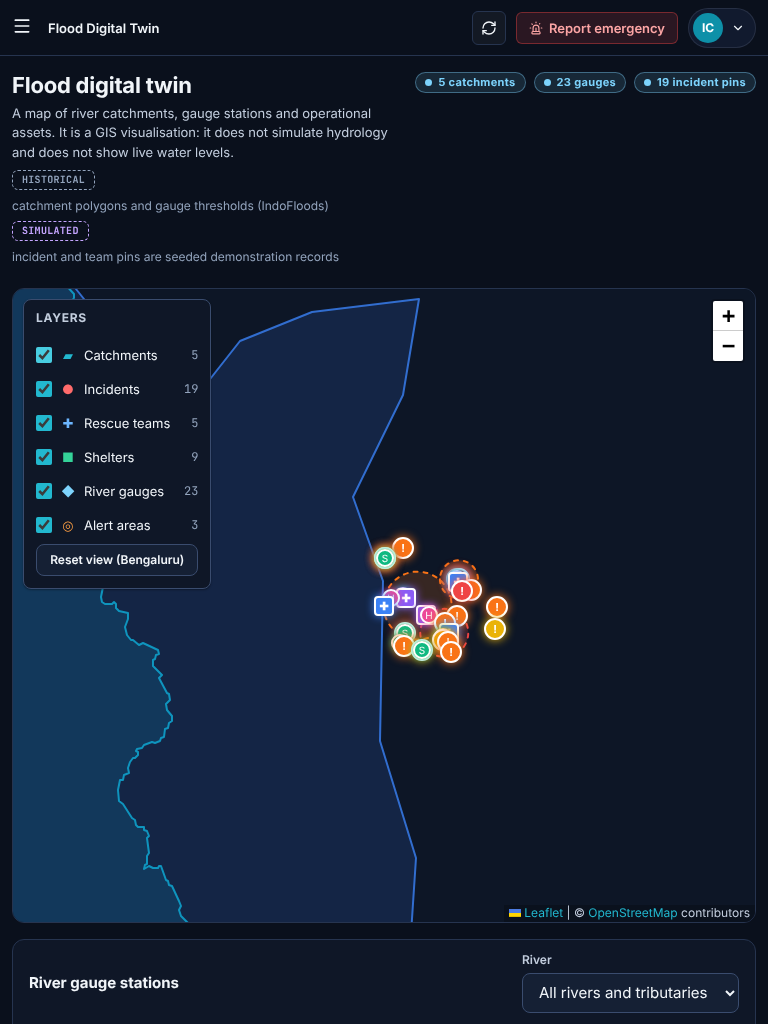 Flood Digital Twin
Report emergency
IC
Flood digital twin
5 catchments
23 gauges
19 incident pins
A map of river catchments, gauge stations and operational
assets. It is a GIS visualisation: it does not simulate hydrology
and does not show live water levels.
HISTORICAL
catchment polygons and gauge thresholds (IndoFloods)
SIMULATED
incident and team pins are seeded demonstration records
LAYERS
Catchments 5
Incidents 19
Rescue teams 5
Shelters 9
River gauges 23
Alert areas 3
Reset view (Bengaluru)
+
−
S
!
!
!
H
!
!
!
S
!
!
S
!
Leaflet | © OpenStreetMap contributors
River gauge stations
River
All rivers and tributaries